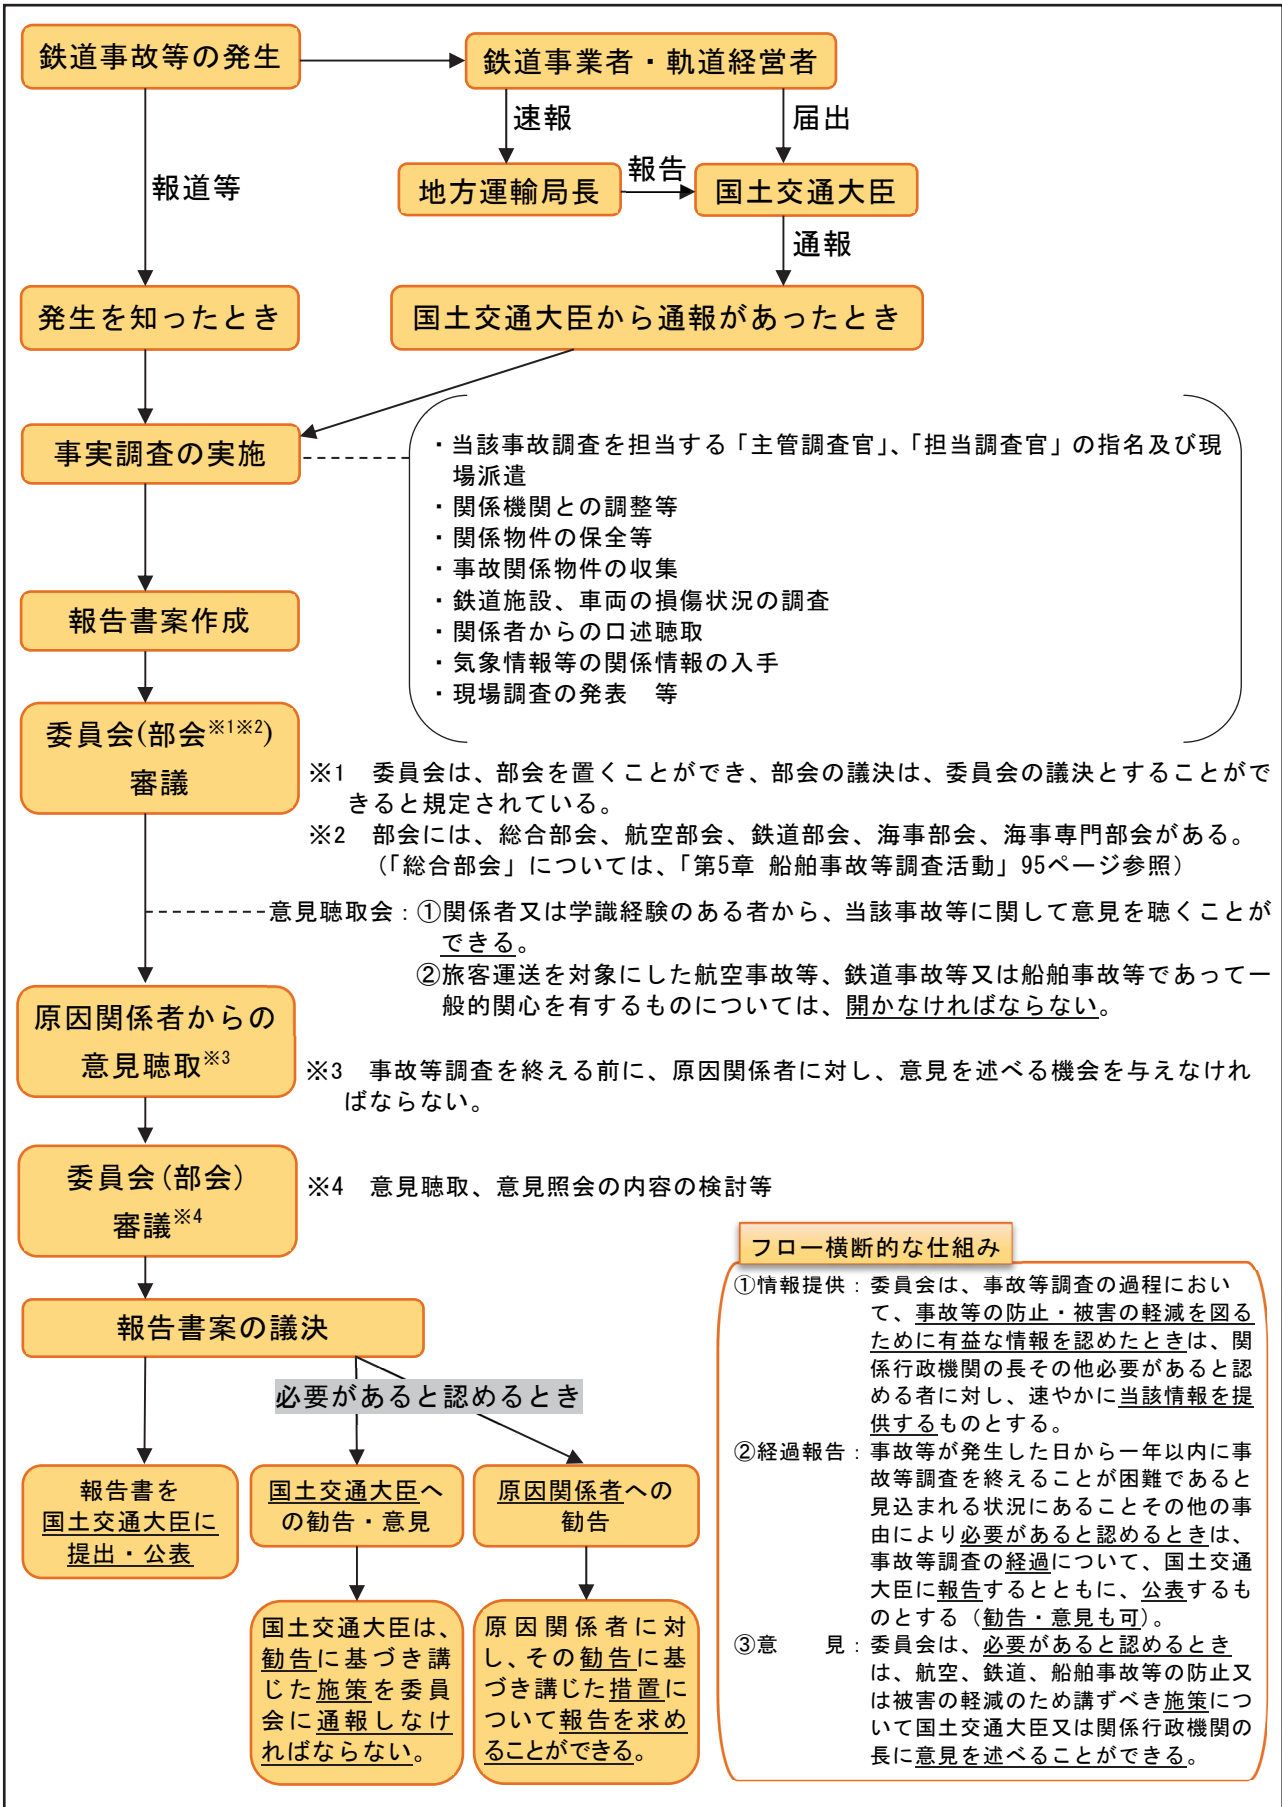 鉄道事故等の発生
鉄道事業者・軌道経営者
速報
届出
報道等
地方運輸局長
報告
国土交通大臣
通報
発生を知ったとき
国土交通大臣から通報があったとき
事実調査の実施
・当該事故調査を担当する「主管調査官」、「担当調査官」の指名及び現
場派遣
・関係機関との調整等
・関係物件の保全等
・事故関係物件の収集
・鉄道施設、車両の損傷状況の調査
・関係者からの口述聴取
・気象情報等の関係情報の入手
・現場調査の発表　等
報告書案作成
委員会(部会※1※2)
審議
※1　委員会は、部会を置くことができ、部会の議決は、委員会の議決とすることがで
きると規定されている。
※2　部会には、総合部会、航空部会、鉄道部会、海事部会、海事専門部会がある。
（「総合部会」については、「第5章 船舶事故等調査活動」95ページ参照）
意見聴取会：①関係者又は学識経験のある者から、当該事故等に関して意見を聴くことが
できる。
②旅客運送を対象にした航空事故等、鉄道事故等又は船舶事故等であって一
般的関心を有するものについては、開かなければならない。
原因関係者からの
意見聴取※3
※3　事故等調査を終える前に、原因関係者に対し、意見を述べる機会を与えなけれ
ばならない。
委員会(部会)
審議※4
※4　意見聴取、意見照会の内容の検討等
報告書案の議決
必要があると認めるとき
報告書を
国土交通大臣に
提出・公表
国土交通大臣へ
の勧告・意見
原因関係者への
勧告
国土交通大臣は、
勧告に基づき講
じた施策を委員
会に通報しなけ
ればならない。
原因関係者に対
し、その勧告に基
づき講じた措置に
ついて報告を求め
ることができる。
フロー横断的な仕組み
①情報提供：委員会は、事故等調査の過程におい
て、事故等の防止・被害の軽減を図る
ために有益な情報を認めたときは、関
係行政機関の長その他必要があると認
める者に対し、速やかに当該情報を提
供するものとする。
②経過報告：事故等が発生した日から一年以内に事
故等調査を終えることが困難であると
見込まれる状況にあることその他の事
由により必要があると認めるときは、
事故等調査の経過について、国土交通
大臣に報告するとともに、公表するも
のとする（勧告・意見も可）。
③意　　見：委員会は、必要があると認めるとき
は、航空、鉄道、船舶事故等の防止又
は被害の軽減のため講ずべき施策につ
いて国土交通大臣又は関係行政機関の
長に意見を述べることができる。